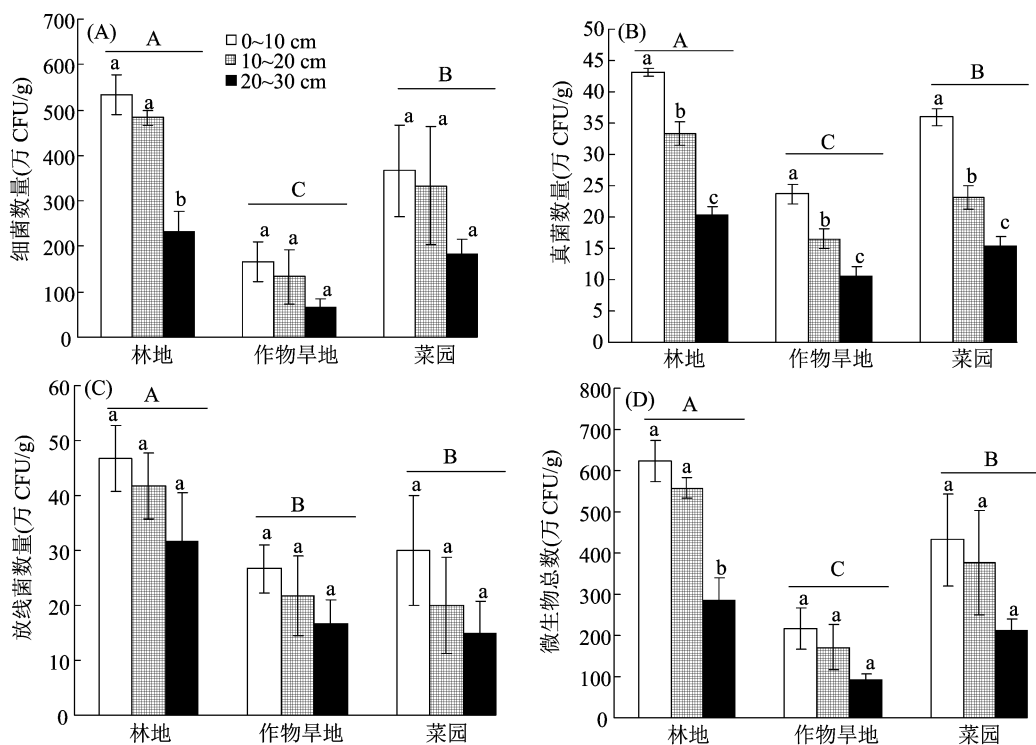 (A)
细菌数量(万 CFU/g)
700
600
500
400
300
200
100
0
0~10 cm
10~20 cm
20~30 cm
A
a
a
b
C
a
a
a
B
a
a
a
林地
作物旱地
菜园
(B)
真菌数量(万 CFU/g)
50
45
40
35
30
25
20
15
10
5
0
A
a
b
c
C
a
b
c
B
a
b
c
林地
作物旱地
菜园
(C)
放线菌数量(万 CFU/g)
60
50
40
30
20
10
0
A
a
a
a
B
a
a
a
B
a
a
a
林地
作物旱地
菜园
(D)
微生物总数(万 CFU/g)
800
700
600
500
400
300
200
100
0
A
a
a
b
C
a
a
a
B
a
a
a
林地
作物旱地
菜园